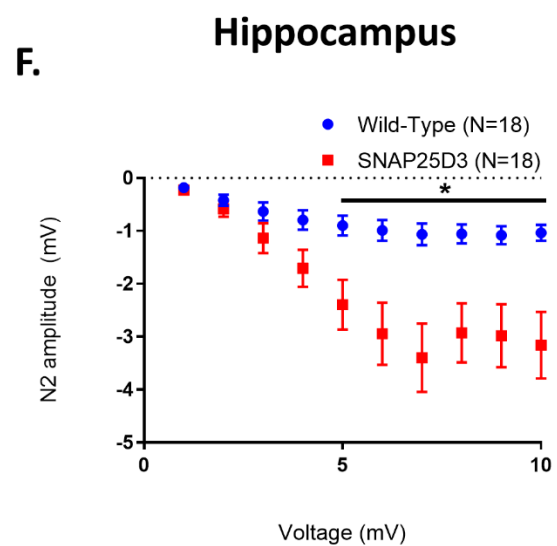 Hippocampus
F.
Wild-Type (N=18)
SNAP25D3 (N=18)
*
0
-1
-2
-3
-4
-5
N2 amplitude (mV)
0 5 10
Voltage (mV)